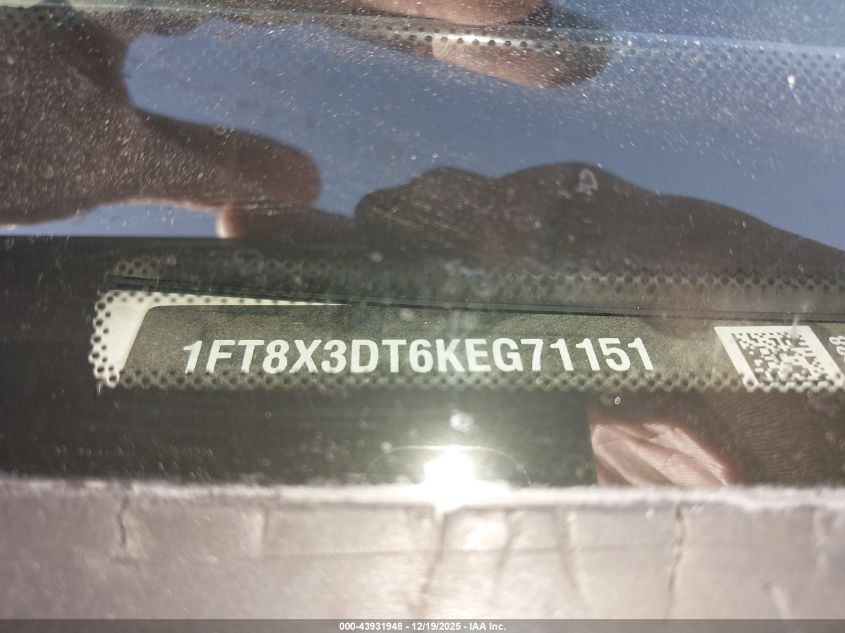 1FT8X3DT6KEG71151
000-43931948 - 12/19/2025 - IAA Inc.